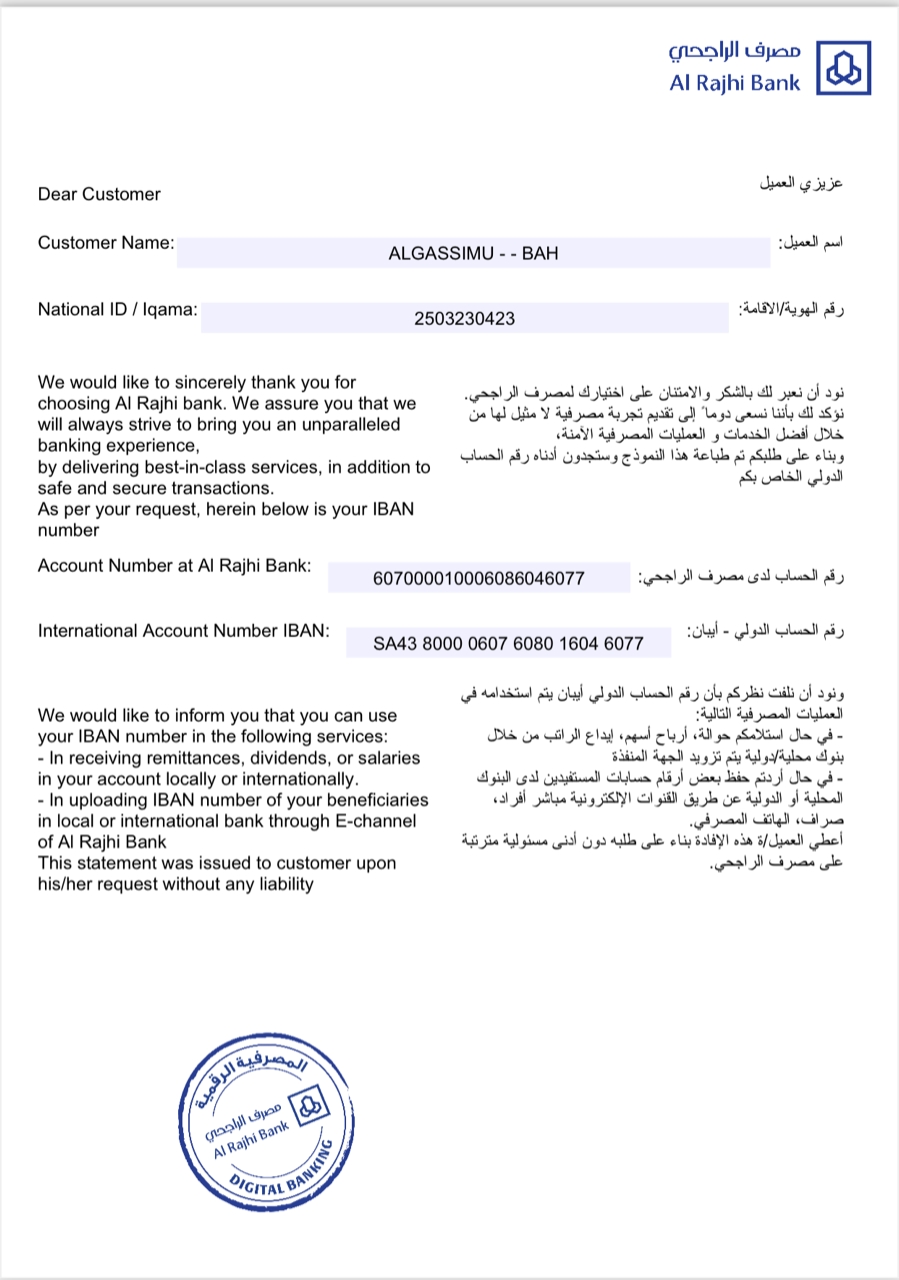 مصرف الراجحي
Al Rajhi Bank
عزيزي العميل
Dear Customer
Customer Name:
ALGASSIMU - - BAH
اسم العميل:
National ID / Iqama:
2503230423
رقم الهوية/الاقامة:
We would like to sincerely thank you for
choosing Al Rajhi bank. We assure you that we
will always strive to bring you an unparalleled
banking experience,
by delivering best-in-class services, in addition to
safe and secure transactions.
As per your request, herein below is your IBAN
number
نود أن نعبر لك بالشكر والامتنان على اختيارك لمصرف الراجحي.
نؤكد لك بأننا نسعى دوما ً إلى تقديم تجربة مصرفية لا مثيل لها من
خلال أفضل الخدمات و العمليات المصرفية الآمنة،
وبناء على طلبكم تم طباعة هذا النموذج وستجدون أدناه رقم الحساب
الدولي الخاص بكم
Account Number at Al Rajhi Bank:
607000010006086046077
رقم الحساب لدى مصرف الراجحي:
International Account Number IBAN:
SA43 8000 0607 6080 1604 6077
رقم الحساب الدولي - أيبان:
We would like to inform you that you can use
your IBAN number in the following services:
- In receiving remittances, dividends, or salaries
in your account locally or internationally.
- In uploading IBAN number of your beneficiaries
in local or international bank through E-channel
of Al Rajhi Bank
This statement was issued to customer upon
his/her request without any liability
ونود أن نلفت نظركم بأن رقم الحساب الدولي أيبان يتم استخدامه في
العمليات المصرفية التالية:
- في حال استلامكم حوالة، أرباح أسهم، إيداع الراتب من خلال
بنوك محلية/دولية يتم تزويد الجهة المنفذة
- في حال أردتم حفظ بعض أرقام حسابات المستفيدين لدى البنوك
المحلية أو الدولية عن طريق القنوات الإلكترونية مباشر أفراد،
صراف، الهاتف المصرفي.
أعطي العميل/ة هذه الإفادة بناء على طلبه دون أدنى مسئولية مترتبة
على مصرف الراجحي.
المصرفية الرقمية
مصرف الراجحي
Al Rajhi Bank
DIGITAL BANKING